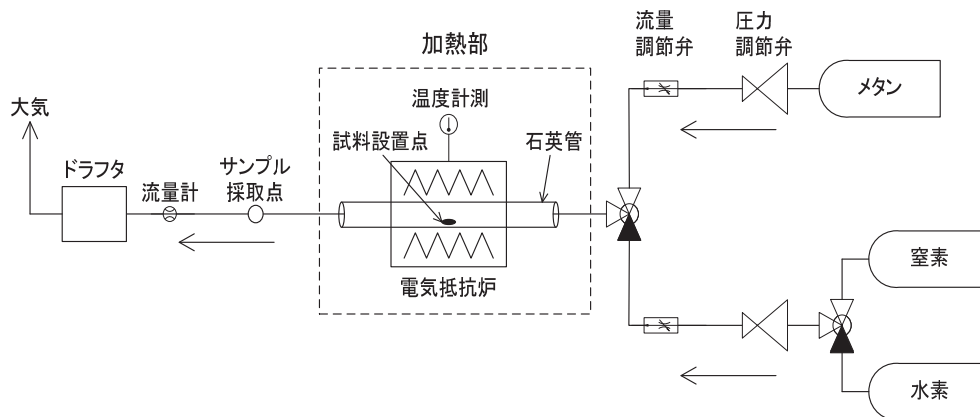 加熱部
流量
調節弁
圧力
調節弁
メタン
温度計測
試料設置点
石英管
大気
ドラフタ
流量計
サンプル
採取点
電気抵抗炉
窒素
水素